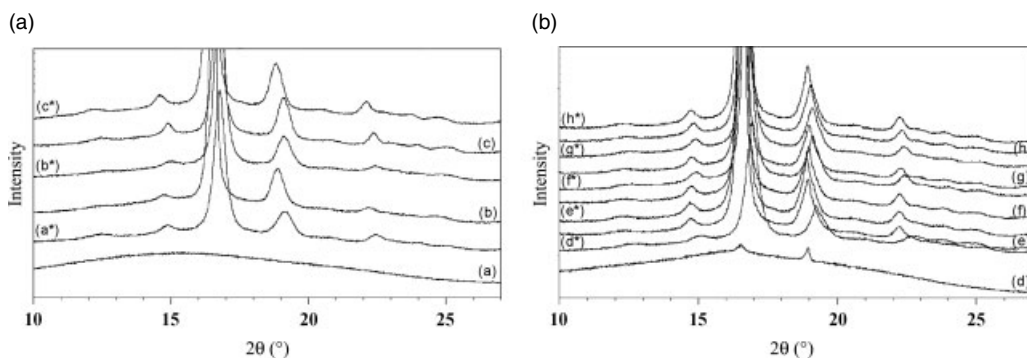 (a)
(b)
Intensity
(c*)
(c)
(b*)
(b)
(a*)
(a)
10 15 20 25
2θ (°)
Intensity
(h*)
(h
(g*)
(g)
(f*)
(f)
(e*)
(e
(d*)
(d)
10 15 20 25
2θ (°)